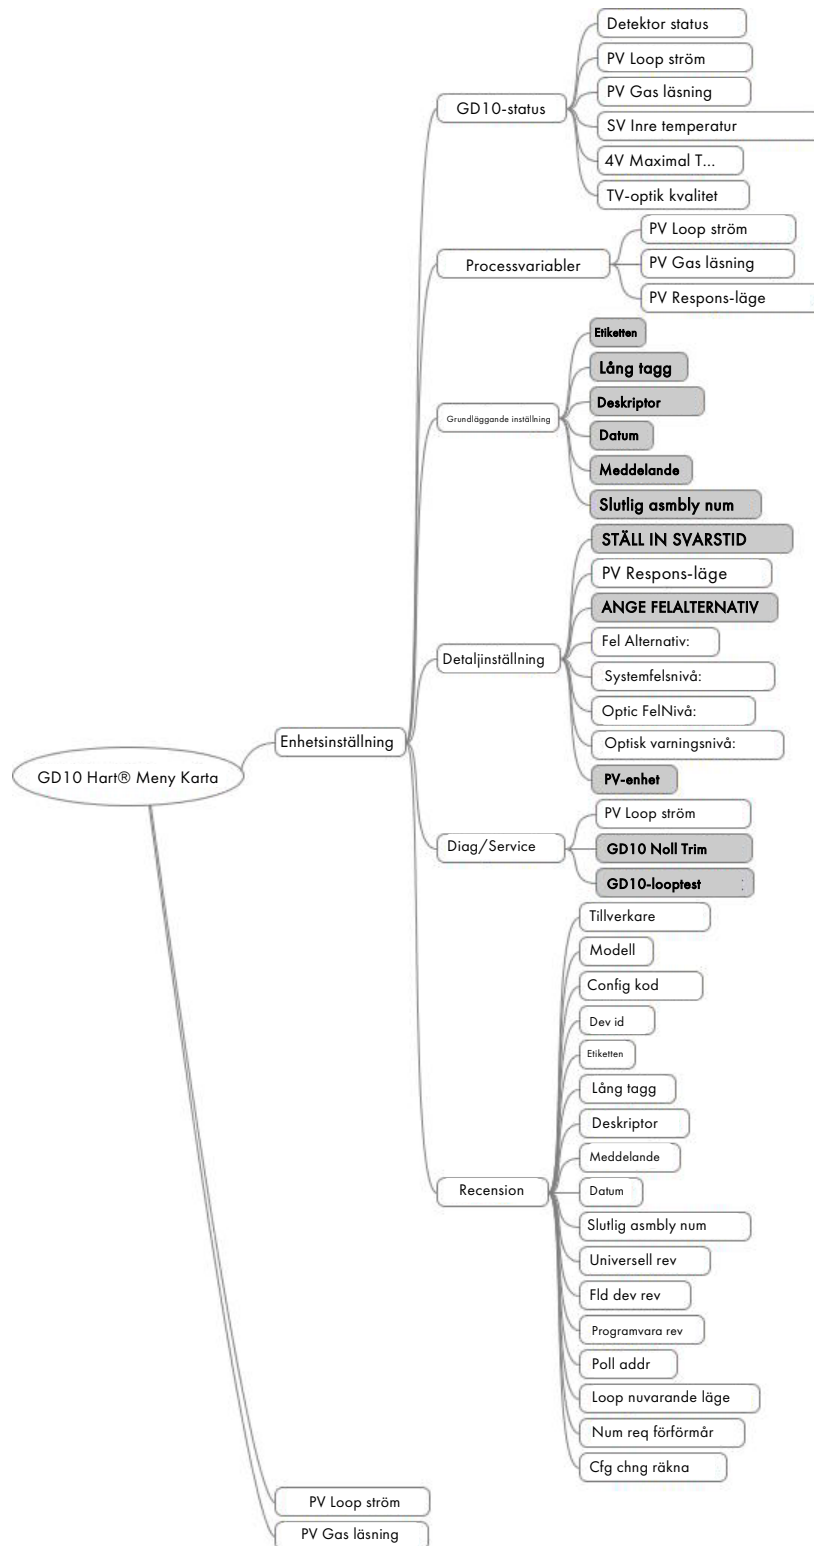 GD10 Hart® Meny Karta
Enhetsinställning
GD10-status
Detektor status
PV Loop ström
PV Gas läsning
SV Inre temperatur
4V Maximal T...
TV-optik kvalitet
Processvariabler
PV Loop ström
PV Gas läsning
PV Respons-läge
Grundläggande inställning
Etiketten
Lång tagg
Deskriptor
Datum
Meddelande
Slutlig asmbly num
Detaljinställning
STÄLL IN SVARSTID
PV Respons-läge
ANGE FELALTERNATIV
Fel Alternativ:
Systemfelsnivå:
Optic FelNivå:
Optisk varningsnivå:
PV-enhet
Diag/Service
PV Loop ström
GD10 Noll Trim
GD10-looptest :
Recension
Tillverkare
Modell
Config kod
Dev id
Etiketten
Lång tagg
Deskriptor
Meddelande
Datum
Slutlig asmbly num
Universell rev
Fld dev rev
Programvara rev
Poll addr
Loop nuvarande läge
Num req förförmår
Cfg chng räkna
PV Loop ström
PV Gas läsning